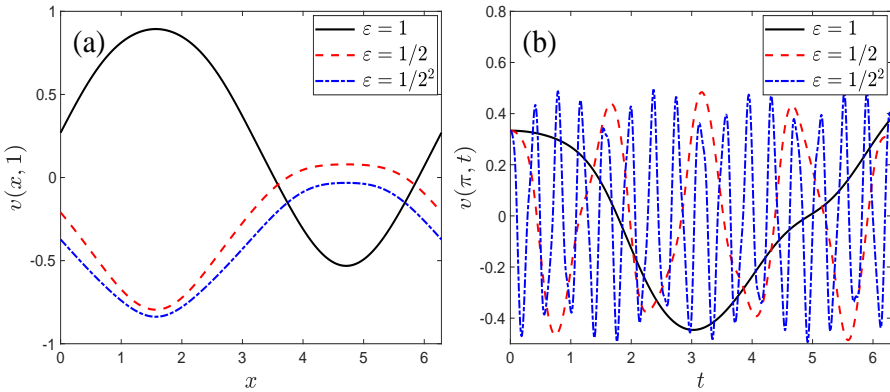 (a)
ε = 1
ε = 1/2
ε = 1/2²
1
0.5
0
-0.5
-1
v(x, 1)
0 1 2 3 4 5 6
x
(b)
ε = 1
ε = 1/2
ε = 1/2²
0.8
0.6
0.4
0.2
0
-0.2
-0.4
v(π, t)
0 1 2 3 4 5 6
t